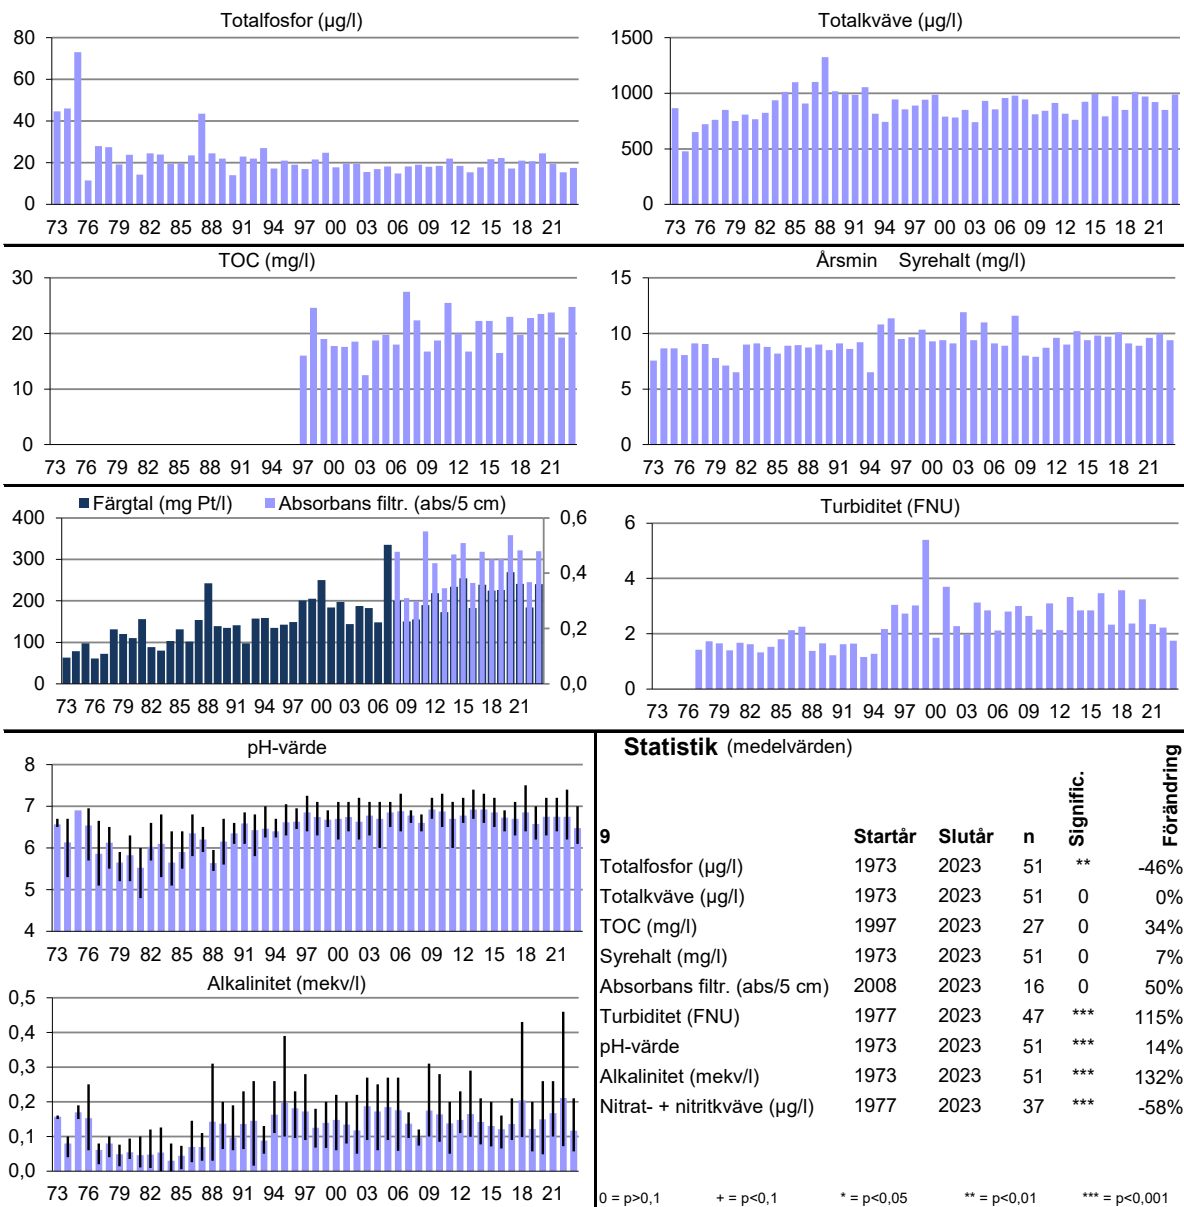 Totalfosfor (µg/l)
80
60
40
20
0
73 76 79 82 85 88 91 94 97 00 03 06 09 12 15 18 21
Totalkväve (µg/l)
1500
1000
500
0
73 76 79 82 85 88 91 94 97 00 03 06 09 12 15 18 21
TOC (mg/l)
30
20
10
0
73 76 79 82 85 88 91 94 97 00 03 06 09 12 15 18 21
Årsmin Syrehalt (mg/l)
15
10
5
0
73 76 79 82 85 88 91 94 97 00 03 06 09 12 15 18 21
Färgtal (mg Pt/l) Absorbans filtr. (abs/5 cm)
400 0,6
300
0,4
200
0,2
100
0 0,0
73 76 79 82 85 88 91 94 97 00 03 06 09 12 15 18 21
Turbiditet (FNU)
6
4
2
0
73 76 79 82 85 88 91 94 97 00 03 06 09 12 15 18 21
pH-värde
8
7
6
5
4
73 76 79 82 85 88 91 94 97 00 03 06 09 12 15 18 21
Alkalinitet (mekv/l)
0,5
0,4
0,3
0,2
0,1
0,0
73 76 79 82 85 88 91 94 97 00 03 06 09 12 15 18 21
Statistik (medelvärden)
9 Startår Slutår n Signific. Förändring
Totalfosfor (µg/l) 1973 2023 51 ** -46%
Totalkväve (µg/l) 1973 2023 51 0 0%
TOC (mg/l) 1997 2023 27 0 34%
Syrehalt (mg/l) 1973 2023 51 0 7%
Absorbans filtr. (abs/5 cm) 2008 2023 16 0 50%
Turbiditet (FNU) 1977 2023 47 *** 115%
pH-värde 1973 2023 51 *** 14%
Alkalinitet (mekv/l) 1973 2023 51 *** 132%
Nitrat- + nitritkväve (µg/l) 1977 2023 37 *** -58%
0 = p>0,1 + = p<0,1 * = p<0,05 ** = p<0,01 *** = p<0,001